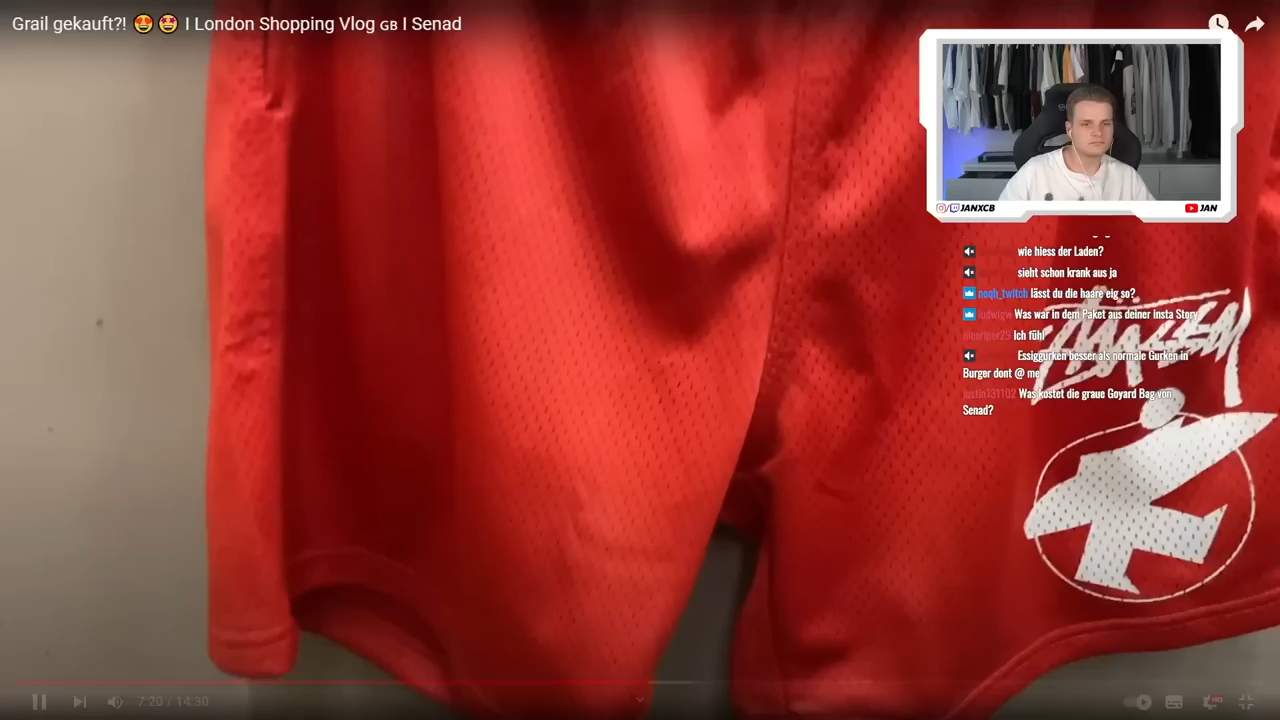 Grail gekauft?! 😍🤩 I London Shopping Vlog GB I Senad
JANXCB
JAN
wie hiess der Laden?
sieht schon krank aus ja
noqh_twitch lässt du die haare eig so?
Was war in dem Paket aus deiner Insta Story
Ich fühl
Essiggurken besser als normale Gurken in
Burger dont @ me
justin131102 Was kostet die graue Goyard Bag von
Senad?
STÜSSY
7:20 / 14:30
HD